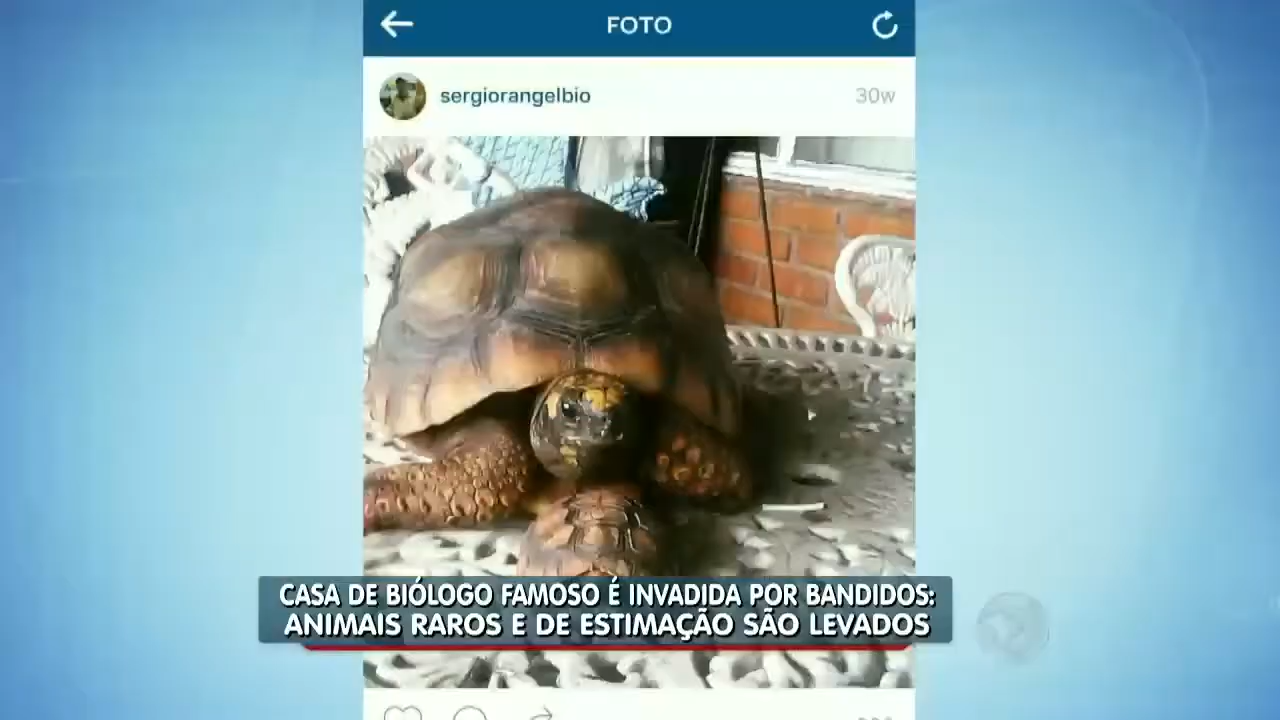 FOTO
sergiorangelbio
30w
CASA DE BIÓLOGO FAMOSO É INVADIDA POR BANDIDOS:
ANIMAIS RAROS E DE ESTIMAÇÃO SÃO LEVADOS